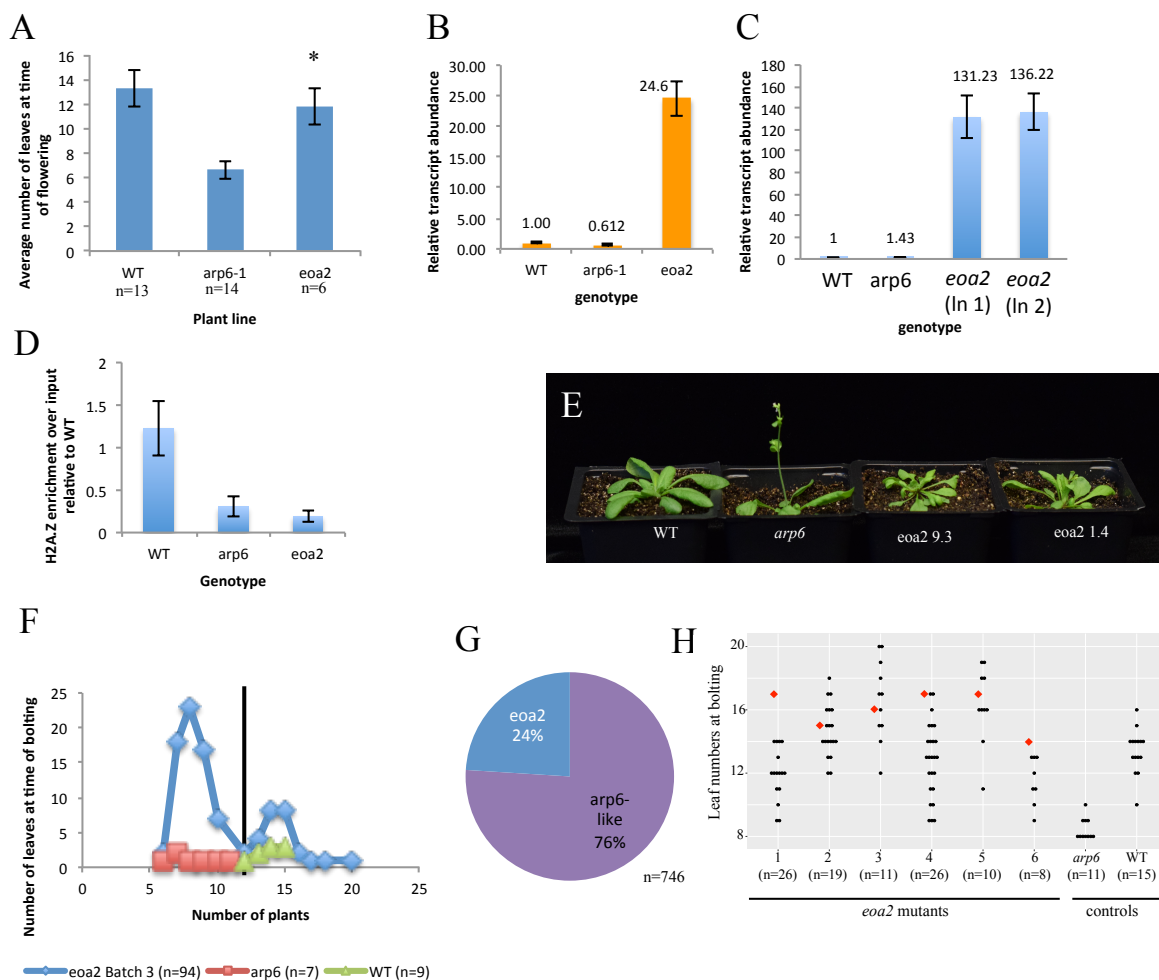 A
Average number of leaves at time
of flowering
16
14
12
10
8
6
4
2
0
*
WT
n=13
arp6-1
n=14
eoa2
n=6
Plant line
B
Relative transcript abundance
30.00
25.00
20.00
15.00
10.00
5.00
0.00
1.00
0.612
24.6
WT
arp6-1
eoa2
genotype
C
Relative transcript abundance
180
160
140
120
100
80
60
40
20
0
1
1.43
131.23
136.22
WT
arp6
eoa2
(ln 1)
eoa2
(ln 2)
genotype
D
H2A.Z enrichment over input
relative to WT
2
1.5
1
0.5
0
WT
arp6
eoa2
Genotype
E
WT
arp6
eoa2 9.3
eoa2 1.4
F
Number of leaves at time of bolting
25
20
15
10
5
0
0
5
10
15
20
25
Number of plants
eoa2 Batch 3 (n=94)
arp6 (n=7)
WT (n=9)
G
eoa2
24%
arp6-
like
76%
n=746
H
Leaf numbers at bolting
20
16
12
8
1
(n=26)
2
(n=19)
3
(n=11)
4
(n=26)
5
(n=10)
6
(n=8)
arp6
(n=11)
WT
(n=15)
eoa2 mutants
controls